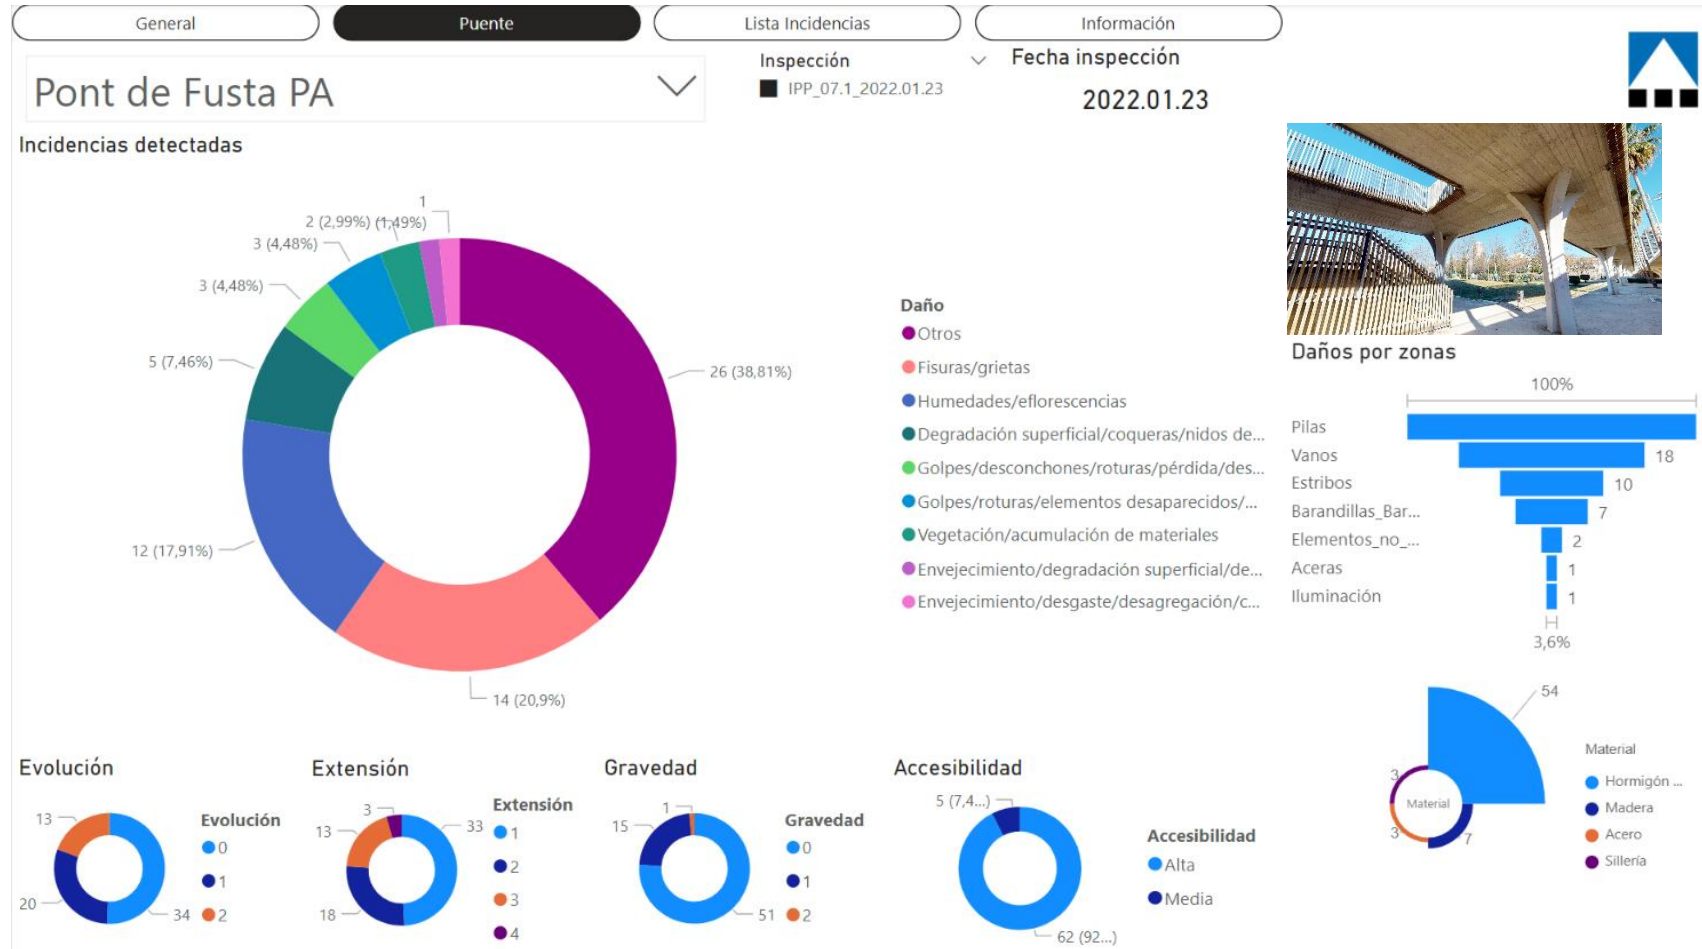 General
Puente
Lista Incidencias
Información
Pont de Fusta PA
Inspección
IPP_07.1_2022.01.23
Fecha inspección
2022.01.23
Incidencias detectadas
1
2 (2,99%) (1,49%)
3 (4,48%)
3 (4,48%)
5 (7,46%)
12 (17,91%)
14 (20,9%)
26 (38,81%)
Daño
Otros
Fisuras/grietas
Humedades/eflorescencias
Degradación superficial/coqueras/nidos de...
Golpes/desconchones/roturas/pérdida/des...
Golpes/roturas/elementos desaparecidos/...
Vegetación/acumulación de materiales
Envejecimiento/degradación superficial/de...
Envejecimiento/desgaste/desagregación/c...
Daños por zonas
100%
Pilas
Vanos 18
Estribos 10
Barandillas_Bar... 7
Elementos_no_... 2
Aceras 1
Iluminación 1
3,6%
54
3
3
7
Material
Material
Hormigón ...
Madera
Acero
Sillería
Evolución
13
20
34
Evolución
0
1
2
Extensión
3
13
18
33
Extensión
1
2
3
4
Gravedad
1
15
51
Gravedad
0
1
2
Accesibilidad
5 (7,4...)
62 (92...)
Accesibilidad
Alta
Media